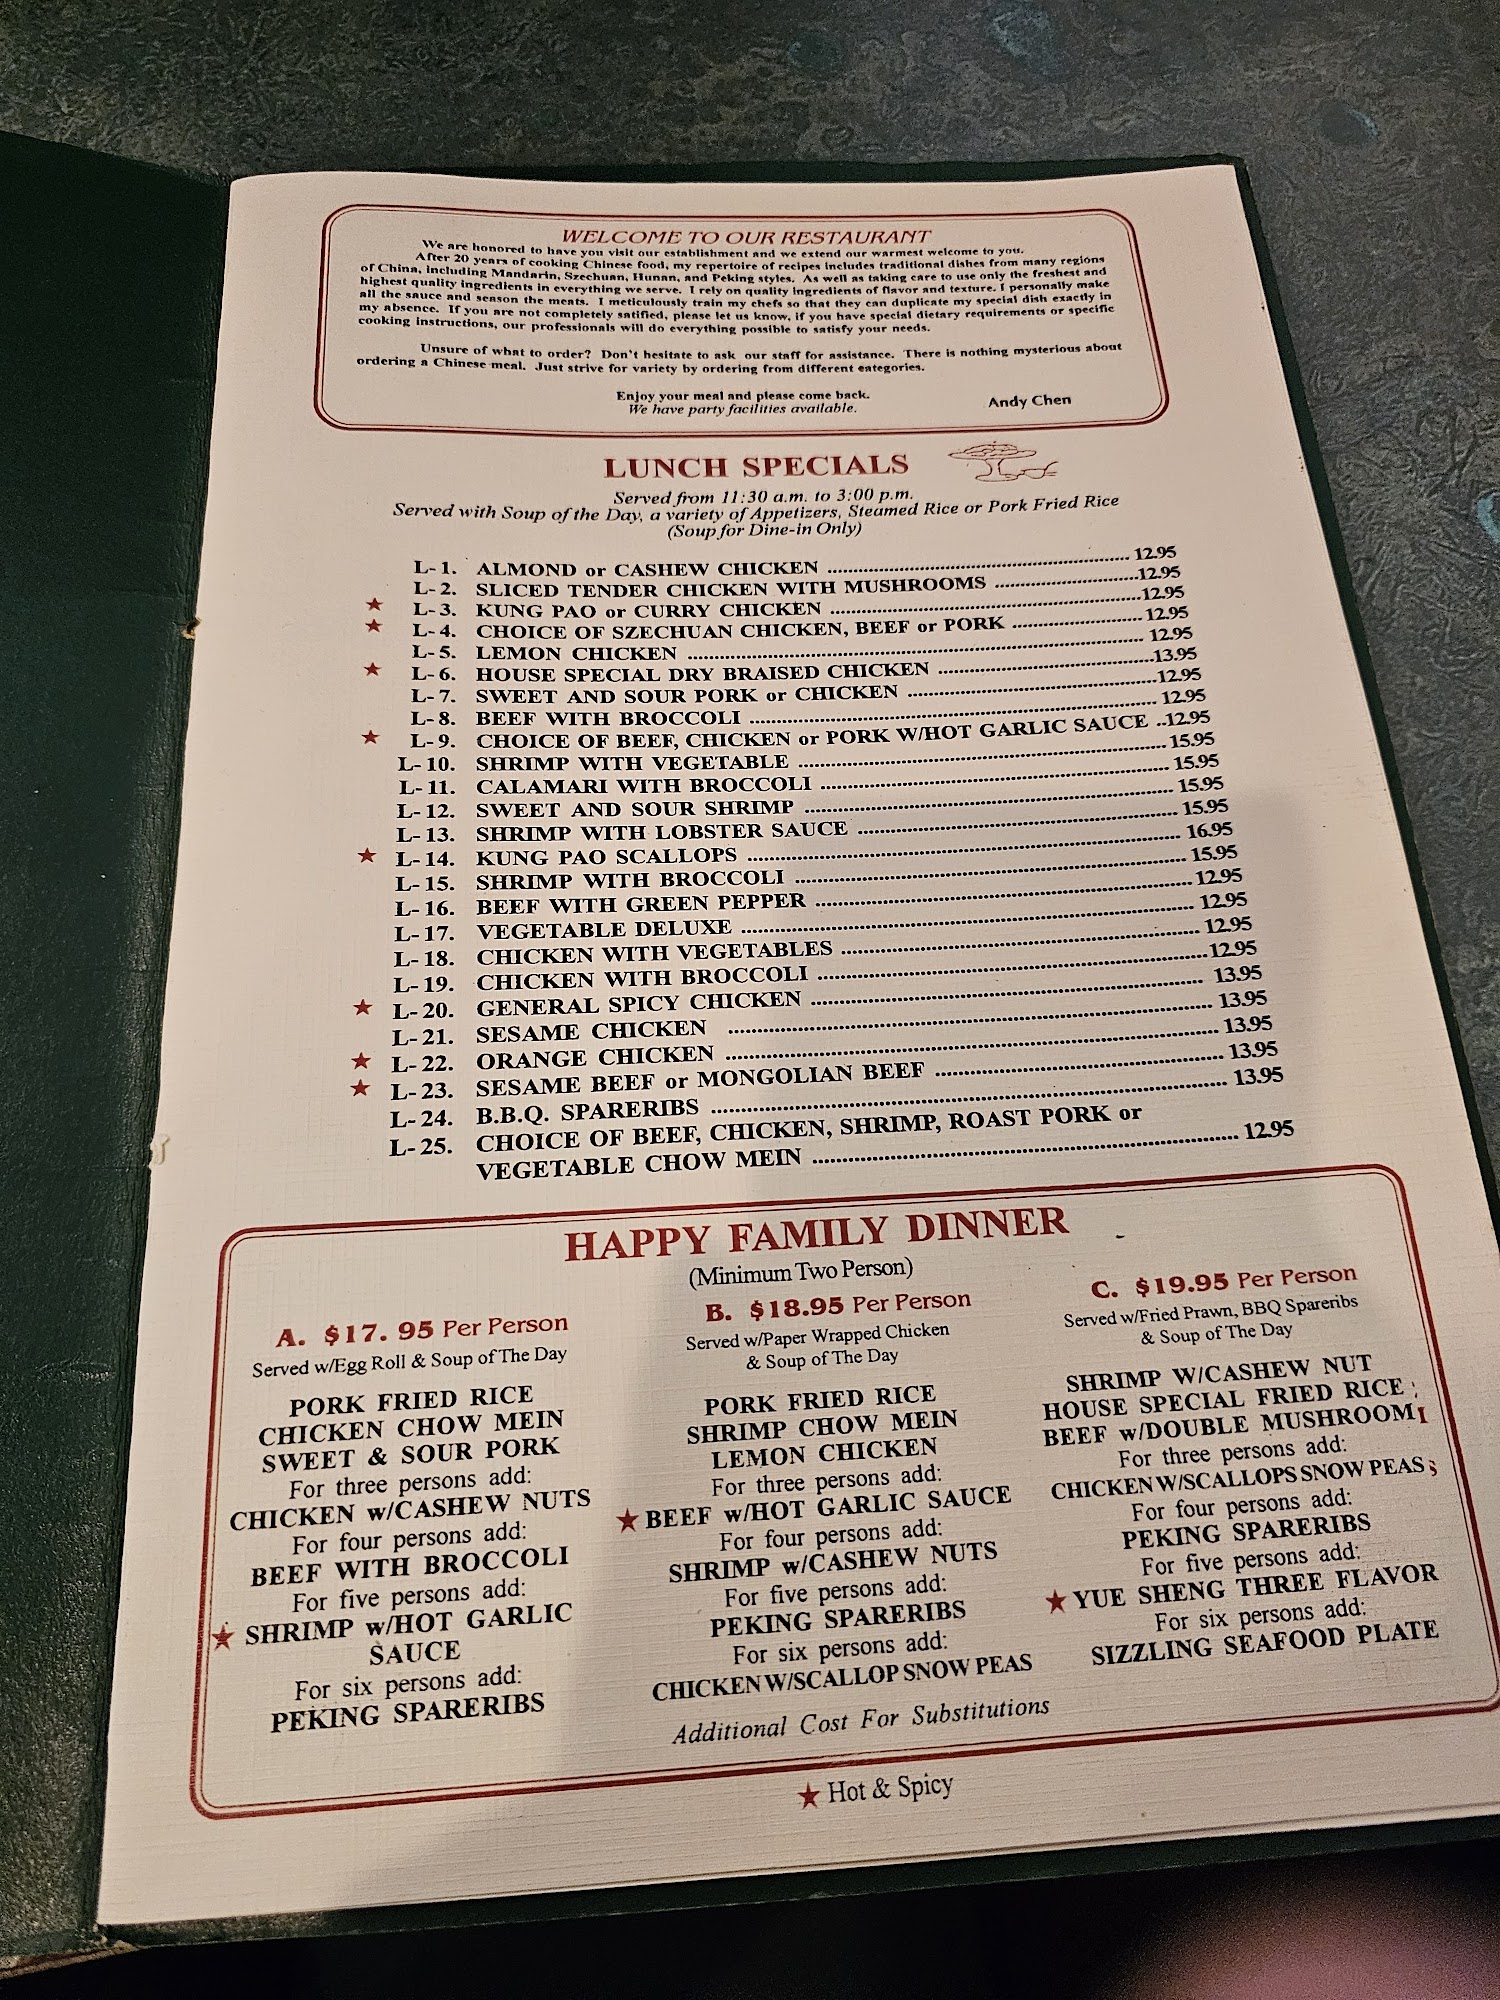 WELCOME TO OUR RESTAURANT
We are honored to have you visit our establishment and we extend our warmest welcome to you.
After 20 years of cooking Chinese food, my repertoire of recipes includes traditional dishes from many regions
of China, including Mandarin, Szechuan, Hunan, and Peking styles. As well as taking care to use only the freshest and
highest quality ingredients in everything we serve. I rely on quality ingredients of flavor and texture. I personally make
all the sauce and season the meats. I meticulously train my chefs so that they can duplicate my special dish exactly in
my absence. If you are not completely satified, please let us know, if you have special dietary requirements or specific
cooking instructions, our professionals will do everything possible to satisfy your needs.
Unsure of what to order? Don't hesitate to ask our staff for assistance. There is nothing mysterious about
ordering a Chinese meal. Just strive for variety by ordering from different categories.
Enjoy your meal and please come back.
We have party facilities available.
Andy Chen
LUNCH SPECIALS
Served from 11:30 a.m. to 3:00 p.m.
Served with Soup of the Day, a variety of Appetizers, Steamed Rice or Pork Fried Rice
(Soup for Dine-in Only)
L-1. ALMOND or CASHEW CHICKEN 12.95
L-2. SLICED TENDER CHICKEN WITH MUSHROOMS 12.95
★ L-3. KUNG PAO or CURRY CHICKEN 12.95
★ L-4. CHOICE OF SZECHUAN CHICKEN, BEEF or PORK 12.95
L-5. LEMON CHICKEN 12.95
★ L-6. HOUSE SPECIAL DRY BRAISED CHICKEN 13.95
L-7. SWEET AND SOUR PORK or CHICKEN 12.95
L-8. BEEF WITH BROCCOLI 12.95
★ L-9. CHOICE OF BEEF, CHICKEN or PORK W/HOT GARLIC SAUCE 12.95
L-10. SHRIMP WITH VEGETABLE 15.95
L-11. CALAMARI WITH BROCCOLI 15.95
L-12. SWEET AND SOUR SHRIMP 15.95
L-13. SHRIMP WITH LOBSTER SAUCE 15.95
★ L-14. KUNG PAO SCALLOPS 16.95
L-15. SHRIMP WITH BROCCOLI 15.95
L-16. BEEF WITH GREEN PEPPER 12.95
L-17. VEGETABLE DELUXE 12.95
L-18. CHICKEN WITH VEGETABLES 12.95
L-19. CHICKEN WITH BROCCOLI 12.95
★ L-20. GENERAL SPICY CHICKEN 13.95
L-21. SESAME CHICKEN 13.95
★ L-22. ORANGE CHICKEN 13.95
★ L-23. SESAME BEEF or MONGOLIAN BEEF 13.95
L-24. B.B.Q. SPARERIBS 13.95
L-25. CHOICE OF BEEF, CHICKEN, SHRIMP, ROAST PORK or
VEGETABLE CHOW MEIN 12.95
HAPPY FAMILY DINNER
(Minimum Two Person)
A. $17. 95 Per Person
Served w/Egg Roll & Soup of The Day
PORK FRIED RICE
CHICKEN CHOW MEIN
SWEET & SOUR PORK
For three persons add:
CHICKEN w/CASHEW NUTS
For four persons add:
BEEF WITH BROCCOLI
For five persons add:
★ SHRIMP w/HOT GARLIC
SAUCE
For six persons add:
PEKING SPARERIBS
B. $18.95 Per Person
Served w/Paper Wrapped Chicken
& Soup of The Day
PORK FRIED RICE
SHRIMP CHOW MEIN
LEMON CHICKEN
For three persons add:
★ BEEF w/HOT GARLIC SAUCE
For four persons add:
SHRIMP w/CASHEW NUTS
For five persons add:
PEKING SPARERIBS
For six persons add:
CHICKEN W/SCALLOP SNOW PEAS
C. $19.95 Per Person
Served w/Fried Prawn, BBQ Spareribs
& Soup of The Day
SHRIMP W/CASHEW NUT
HOUSE SPECIAL FRIED RICE
BEEF w/DOUBLE MUSHROOM
For three persons add:
CHICKEN W/SCALLOPS SNOW PEAS
For four persons add:
PEKING SPARERIBS
For five persons add:
★ YUE SHENG THREE FLAVOR
For six persons add:
SIZZLING SEAFOOD PLATE
Additional Cost For Substitutions
★ Hot & Spicy